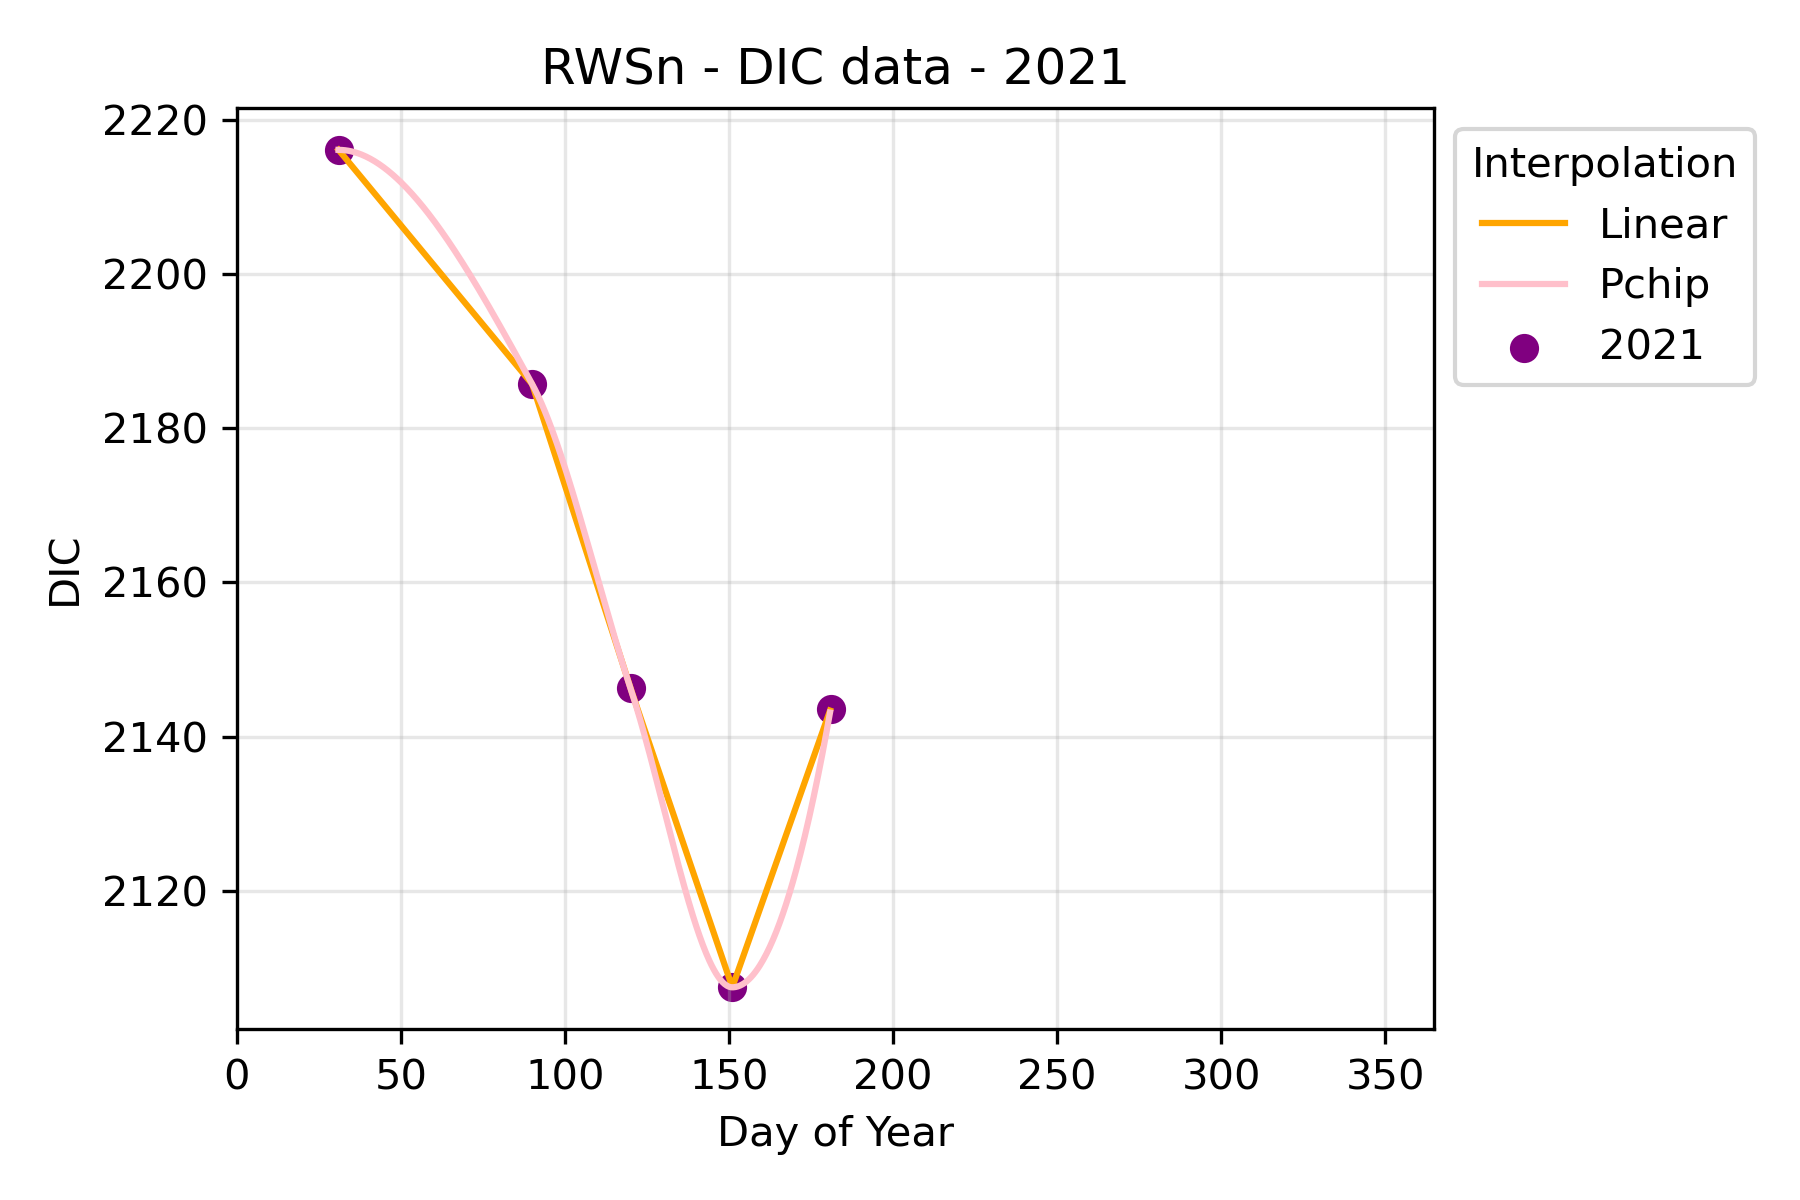 RWSn - DIC data - 2021
2220
2200
2180
2160
2140
2120
DIC
0 50 100 150 200 250 300 350
Day of Year
Interpolation
Linear
Pchip
2021